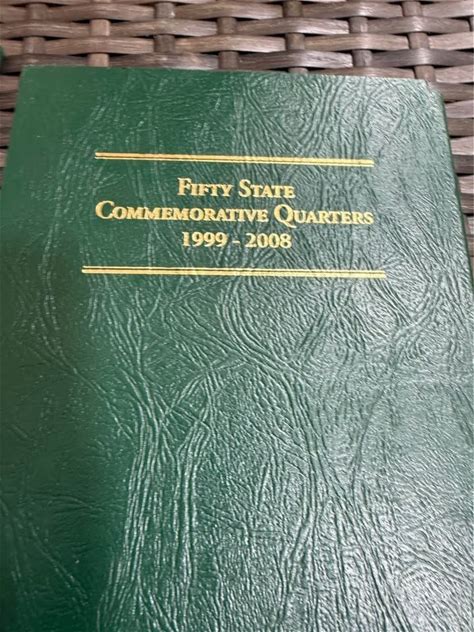 Fifty State
Commemorative Quarters
1999 - 2008